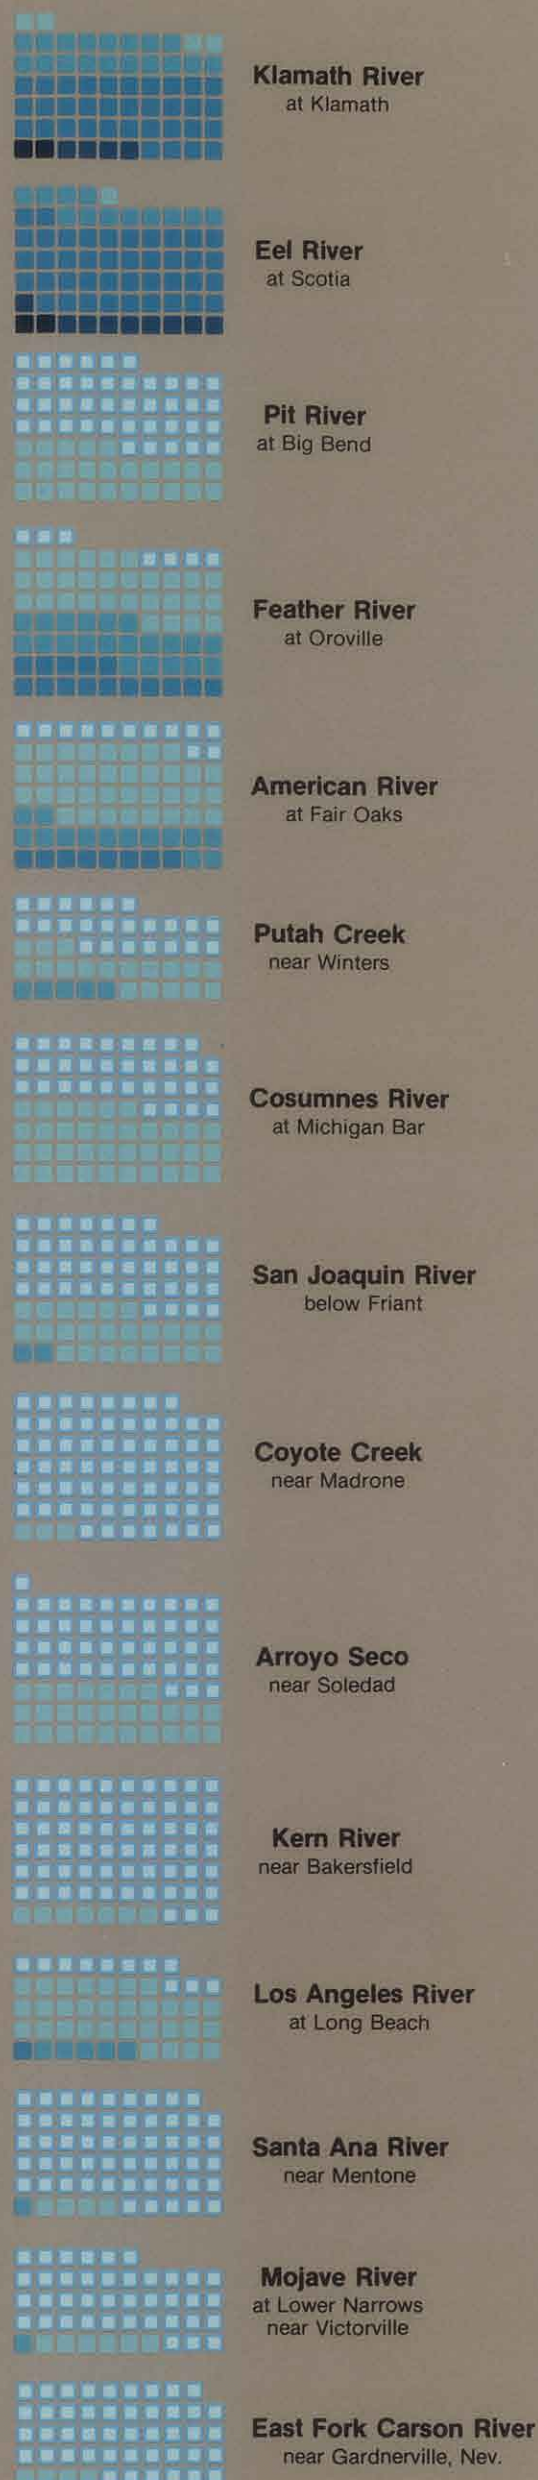 Klamath River
at Klamath
Eel River
at Scotia
Pit River
at Big Bend
Feather River
at Oroville
American River
at Fair Oaks
Putah Creek
near Winters
Cosumnes River
at Michigan Bar
San Joaquin River
below Friant
Coyote Creek
near Madrone
Arroyo Seco
near Soledad
Kern River
near Bakersfield
Los Angeles River
at Long Beach
Santa Ana River
near Mentone
Mojave River
at Lower Narrows
near Victorville
East Fork Carson River
near Gardnerville, Nev.